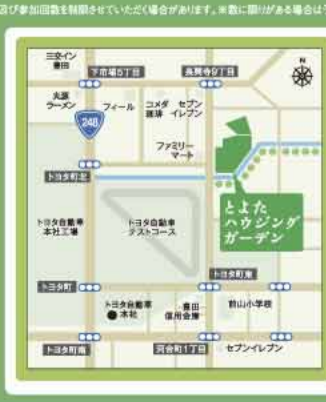 及び参加回数を制限させていただく場合があります。※数に限りがある場合は
三交イン
豊田
下市場5丁目
長興寺9丁目
N
丸源
ラーメン
フィール
コメダ
珈琲
セブン
イレブン
248
ファミリー
マート
トヨタ町北
とよた
ハウジング
ガーデン
トヨタ自動車
本社工場
トヨタ自動車
テストコース
トヨタ町東
トヨタ町
トヨタ自動車
●本社
豊田
信用金庫
前山小学校
トヨタ町南
河合町1丁目
セブンイレブン